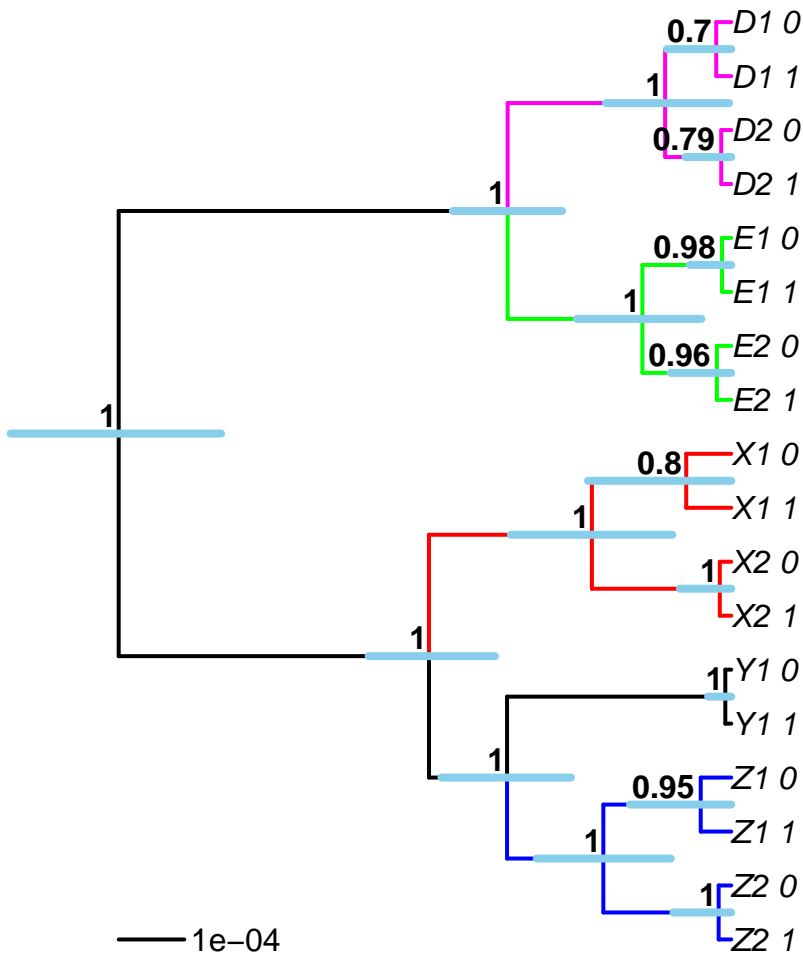 D1 0
0.7
D1 1
1
D2 0
0.79
D2 1
1
E1 0
0.98
E1 1
1
E2 0
0.96
E2 1
1
X1 0
0.8
X1 1
1
X2 0
1
X2 1
1
Y1 0
1
Y1 1
1
Z1 0
0.95
Z1 1
1
Z2 0
1
Z2 1
1e−04